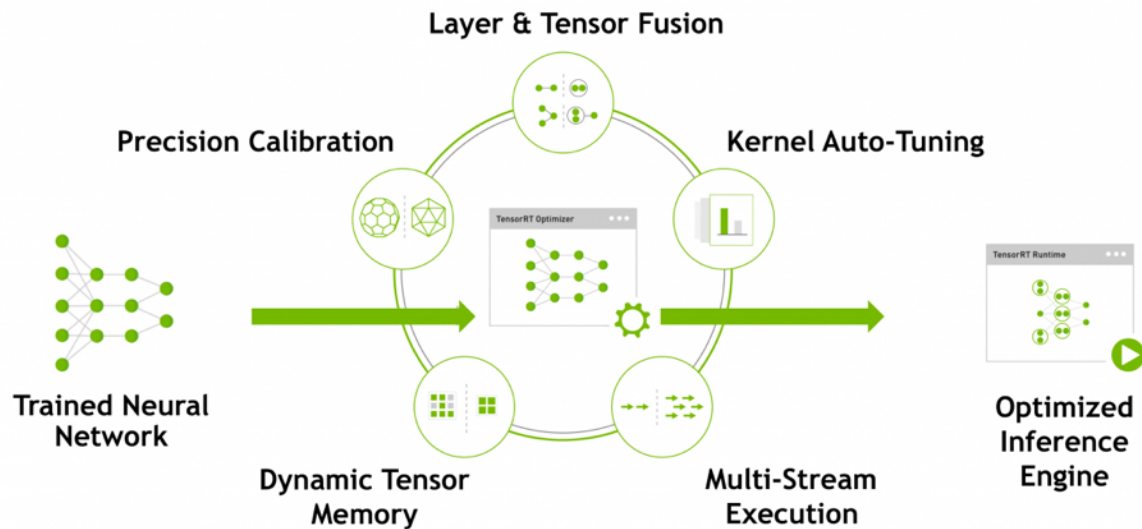 Layer & Tensor Fusion
Precision Calibration
Kernel Auto-Tuning
TensorRT Optimizer
TensorRT Runtime
Trained Neural
Network
Dynamic Tensor
Memory
Multi-Stream
Execution
Optimized
Inference
Engine